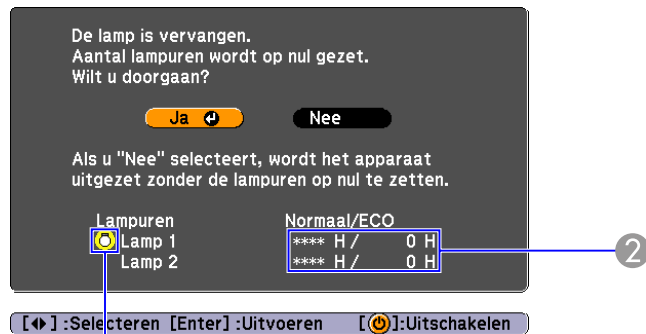 De lamp is vervangen.
Aantal lampuren wordt op nul gezet.
Wilt u doorgaan?
Ja Nee
Als u "Nee" selecteert, wordt het apparaat
uitgezet zonder de lampuren op nul te zetten.
Lampuren Normaal/ECO
Lamp 1 **** H / 0 H
Lamp 2 **** H / 0 H
2
[ ] :Selecteren [Enter] :Uitvoeren [ ]:Uitschakelen